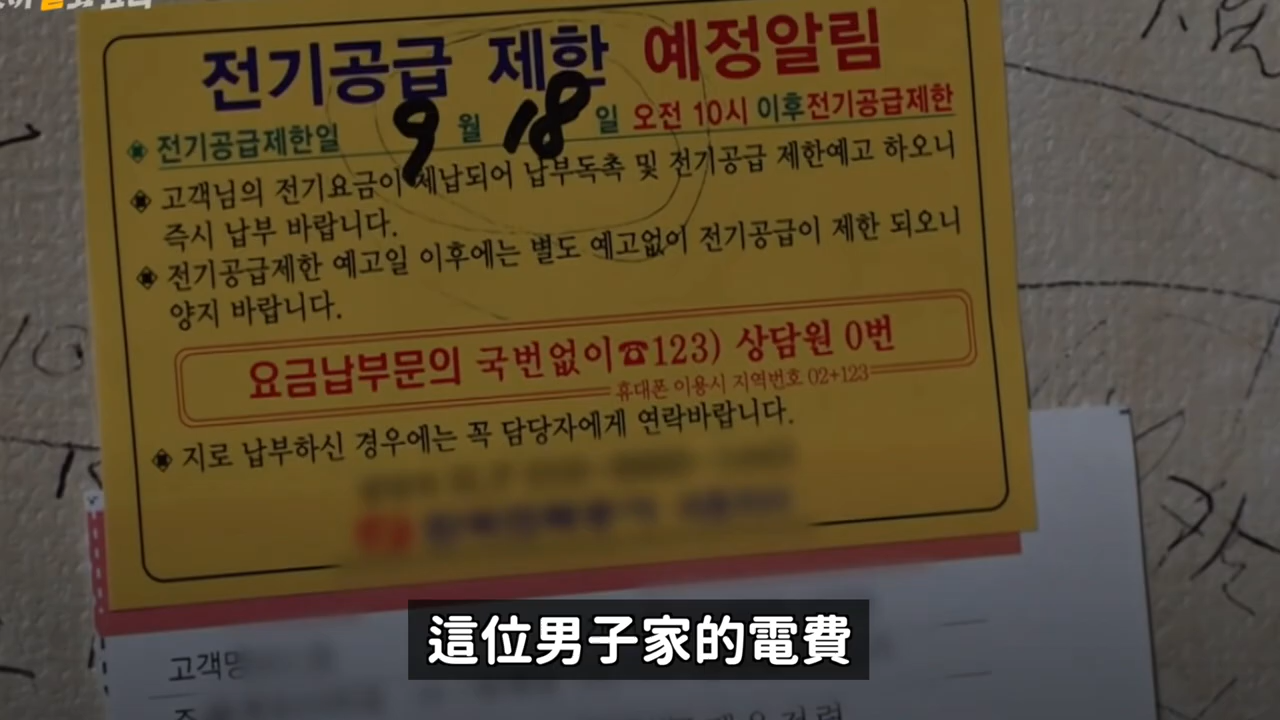 전기공급 제한 예정알림
◈ 전기공급제한일 9월 18일 오전 10시 이후전기공급제한
◈ 고객님의 전기요금이 체납되어 납부독촉 및 전기공급 제한예고 하오니
즉시 납부 바랍니다.
◈ 전기공급제한 예고일 이후에는 별도 예고없이 전기공급이 제한 되오니
양지 바랍니다.
요금납부문의 국번없이☎123) 상담원 0번
휴대폰 이용시 지역번호 02+123
◈ 지로 납부하신 경우에는 꼭 담당자에게 연락바랍니다.
고객명
這位男子家的電費